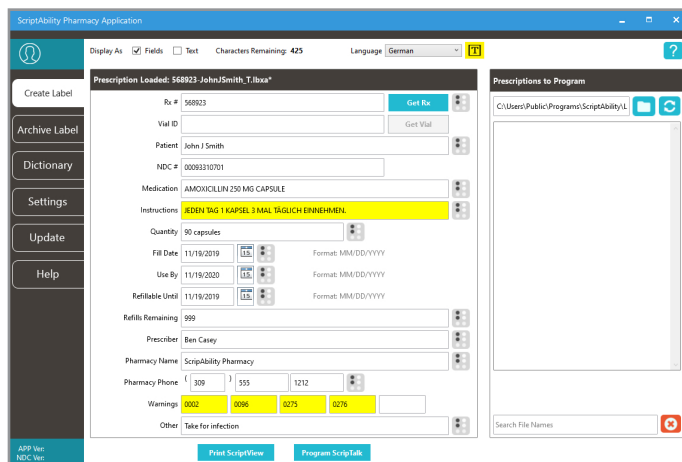 ScriptAbility Pharmacy Application
Display As Fields Text Characters Remaining: 425 Language German T ?
Create Label
Archive Label
Dictionary
Settings
Update
Help
APP Ver:
NDC Ver:
Prescription Loaded: 568923-JohnJSmith_T.lbxa*
Rx # 568923 Get Rx
Vial ID Get Vial
Patient John J Smith
NDC # 00093310701
Medication AMOXICILLIN 250 MG CAPSULE
Instructions JEDEN TAG 1 KAPSEL 3 MAL TÄGLICH EINNEHMEN.
Quantity 90 capsules
Fill Date 11/19/2019 15 Format: MM/DD/YYYY
Use By 11/19/2020 15 Format: MM/DD/YYYY
Refillable Until 11/19/2019 15 Format: MM/DD/YYYY
Refills Remaining 999
Prescriber Ben Casey
Pharmacy Name ScripAbility Pharmacy
Pharmacy Phone ( 309 ) 555 1212
Warnings 0002 0096 0275 0276
Other Take for infection
Print ScriptView Program ScripTalk
Prescriptions to Program
C:\Users\Public\Programs\ScriptAbility\L
Search File Names